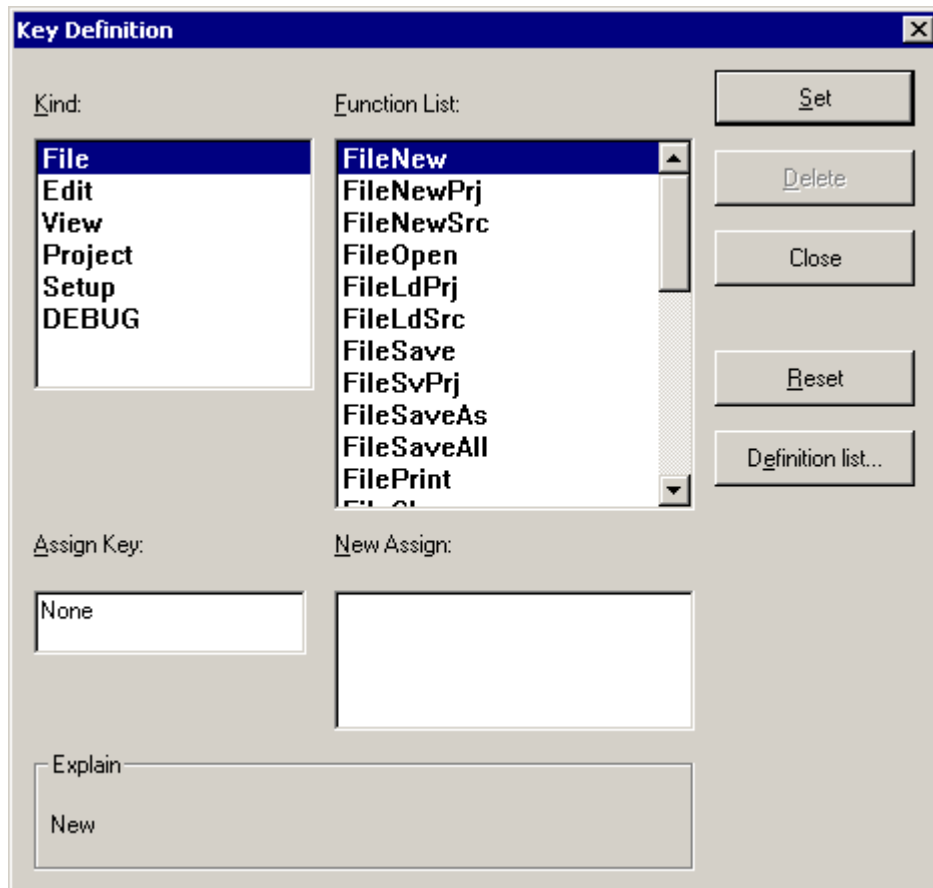 Key Definition
Kind:
File
Edit
View
Project
Setup
DEBUG
Function List:
FileNew
FileNewPrj
FileNewSrc
FileOpen
FileLdPrj
FileLdSrc
FileSave
FileSvPrj
FileSaveAs
FileSaveAll
FilePrint
Set
Delete
Close
Reset
Definition list...
Assign Key:
None
New Assign:
Explain
New